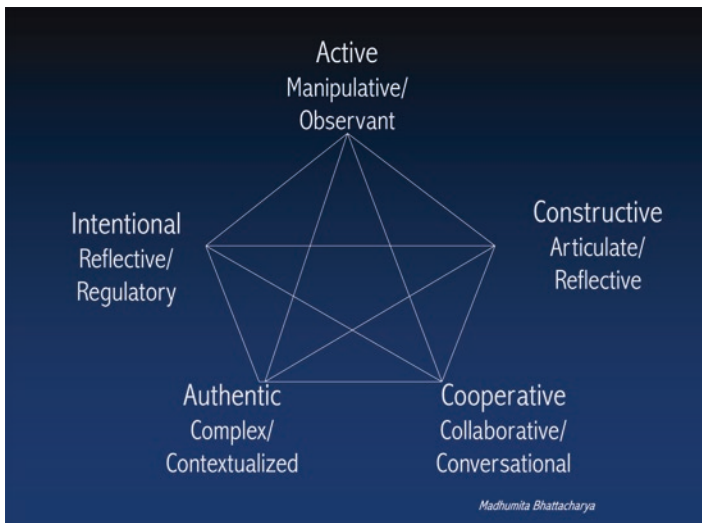 Active
Manipulative/
Observant
Intentional
Reflective/
Regulatory
Constructive
Articulate/
Reflective
Authentic
Complex/
Contextualized
Cooperative
Collaborative/
Conversational
Madhumita Bhattacharya